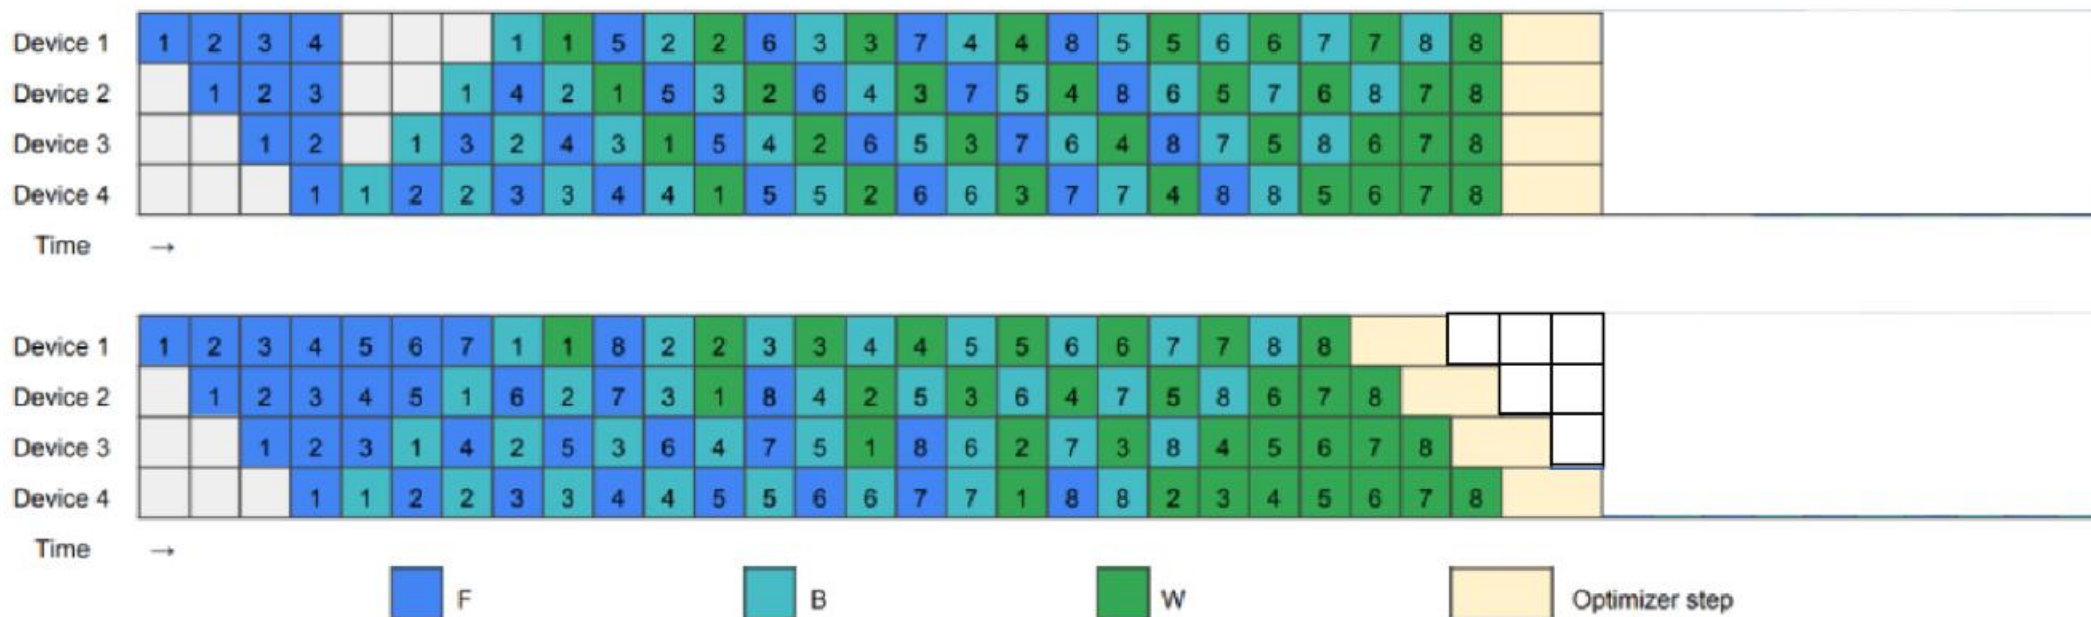 Device 1 1 2 3 4 1 1 5 2 2 6 3 3 7 4 4 8 5 5 6 6 7 7 8 8
Device 2 1 2 3 1 4 2 1 5 3 2 6 4 3 7 5 4 8 6 5 7 6 8 7 8
Device 3 1 2 1 3 2 4 3 1 5 4 2 6 5 3 7 6 4 8 7 5 8 6 7 8
Device 4 1 1 2 2 3 3 4 4 1 5 5 2 6 6 3 7 7 4 8 8 5 6 7 8
Time →
Device 1 1 2 3 4 5 6 7 1 1 8 2 2 3 3 4 4 5 5 6 6 7 7 8 8
Device 2 1 2 3 4 5 1 6 2 7 3 1 8 4 2 5 3 6 4 7 5 8 6 7 8
Device 3 1 2 3 1 4 2 5 3 6 4 7 5 1 8 6 2 7 3 8 4 5 6 7 8
Device 4 1 1 2 2 3 3 4 4 5 5 6 6 7 7 1 8 8 2 3 4 5 6 7 8
Time →
F B W Optimizer step